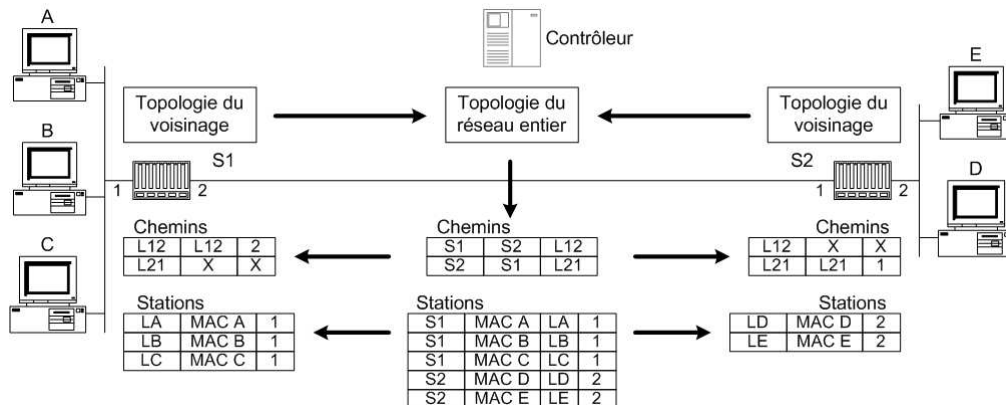 A
Contrôleur
E
Topologie du
voisinage
Topologie du
réseau entier
Topologie du
voisinage
B
S1
S2
D
1
2
1
2
C
Chemins
L12 L12 2
L21 X X
Chemins
S1 S2 L12
S2 S1 L21
Chemins
L12 X X
L21 L21 1
Stations
LA MAC A 1
LB MAC B 1
LC MAC C 1
Stations
S1 MAC A LA 1
S1 MAC B LB 1
S1 MAC C LC 1
S2 MAC D LD 2
S2 MAC E LE 2
Stations
LD MAC D 2
LE MAC E 2